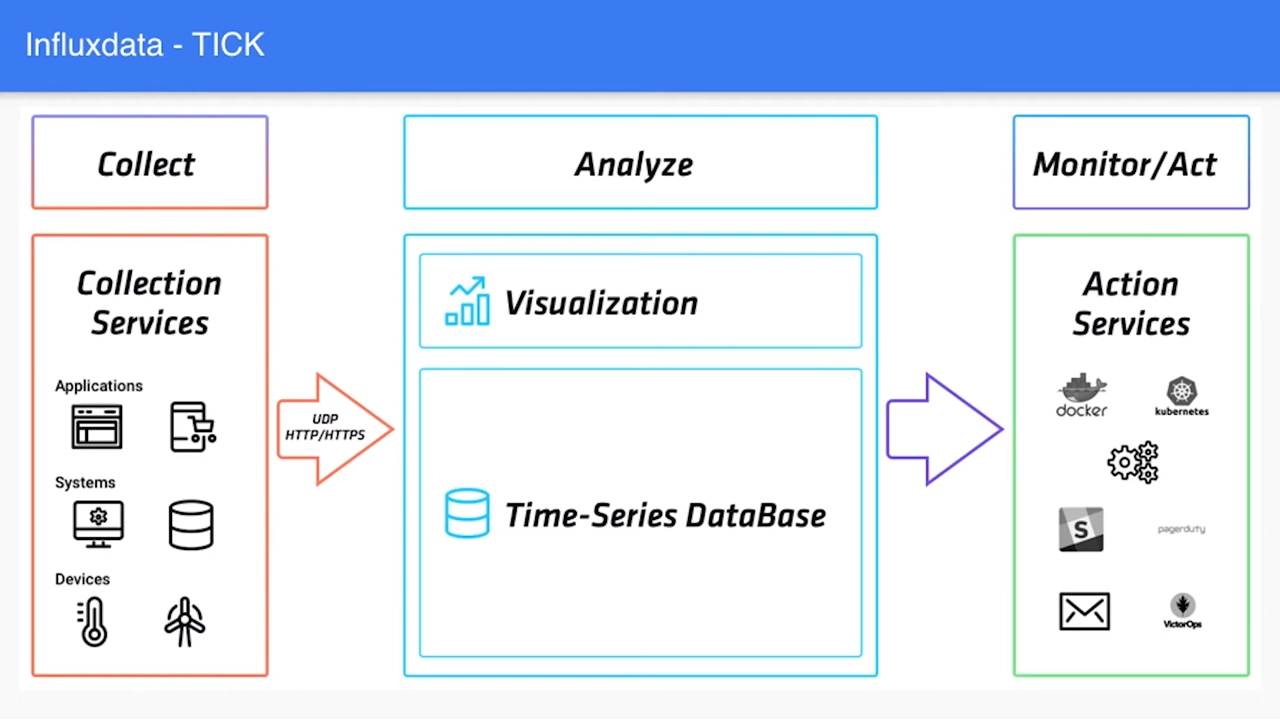 Influxdata - TICK
Collect
Analyze
Monitor/Act
Collection
Services
Applications
Systems
Devices
UDP
HTTP/HTTPS
Visualization
Time-Series DataBase
Action
Services
docker
kubernetes
S
pagerduty
VictorOps